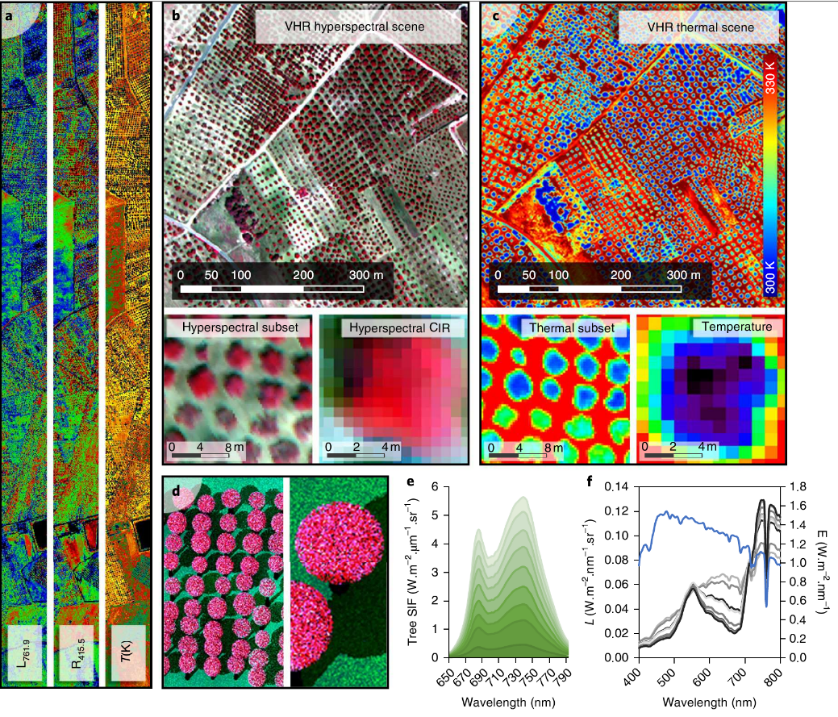 a
L761.9
R415.5
T(K)
b
VHR hyperspectral scene
0 50 100 200 300 m
Hyperspectral subset
0 4 8 m
Hyperspectral CIR
0 2 4 m
c
VHR thermal scene
330 K
300 K
0 50 100 200 300 m
Thermal subset
0 4 8 m
Temperature
0 2 4 m
d
e
Tree SIF (W.m−2.μm−1.sr−1)
6
5
4
3
2
1
0
650 670 690 710 730 750 770 790
Wavelength (nm)
f
L (W.m−2.nm−1.sr−1)
0.14
0.12
0.10
0.08
0.06
0.04
0.02
0.00
400 500 600 700 800
Wavelength (nm)
1.8
1.6
1.4
1.2
1.0
0.8
0.6
0.4
0.2
0.0
E (W.m−2.nm−1)